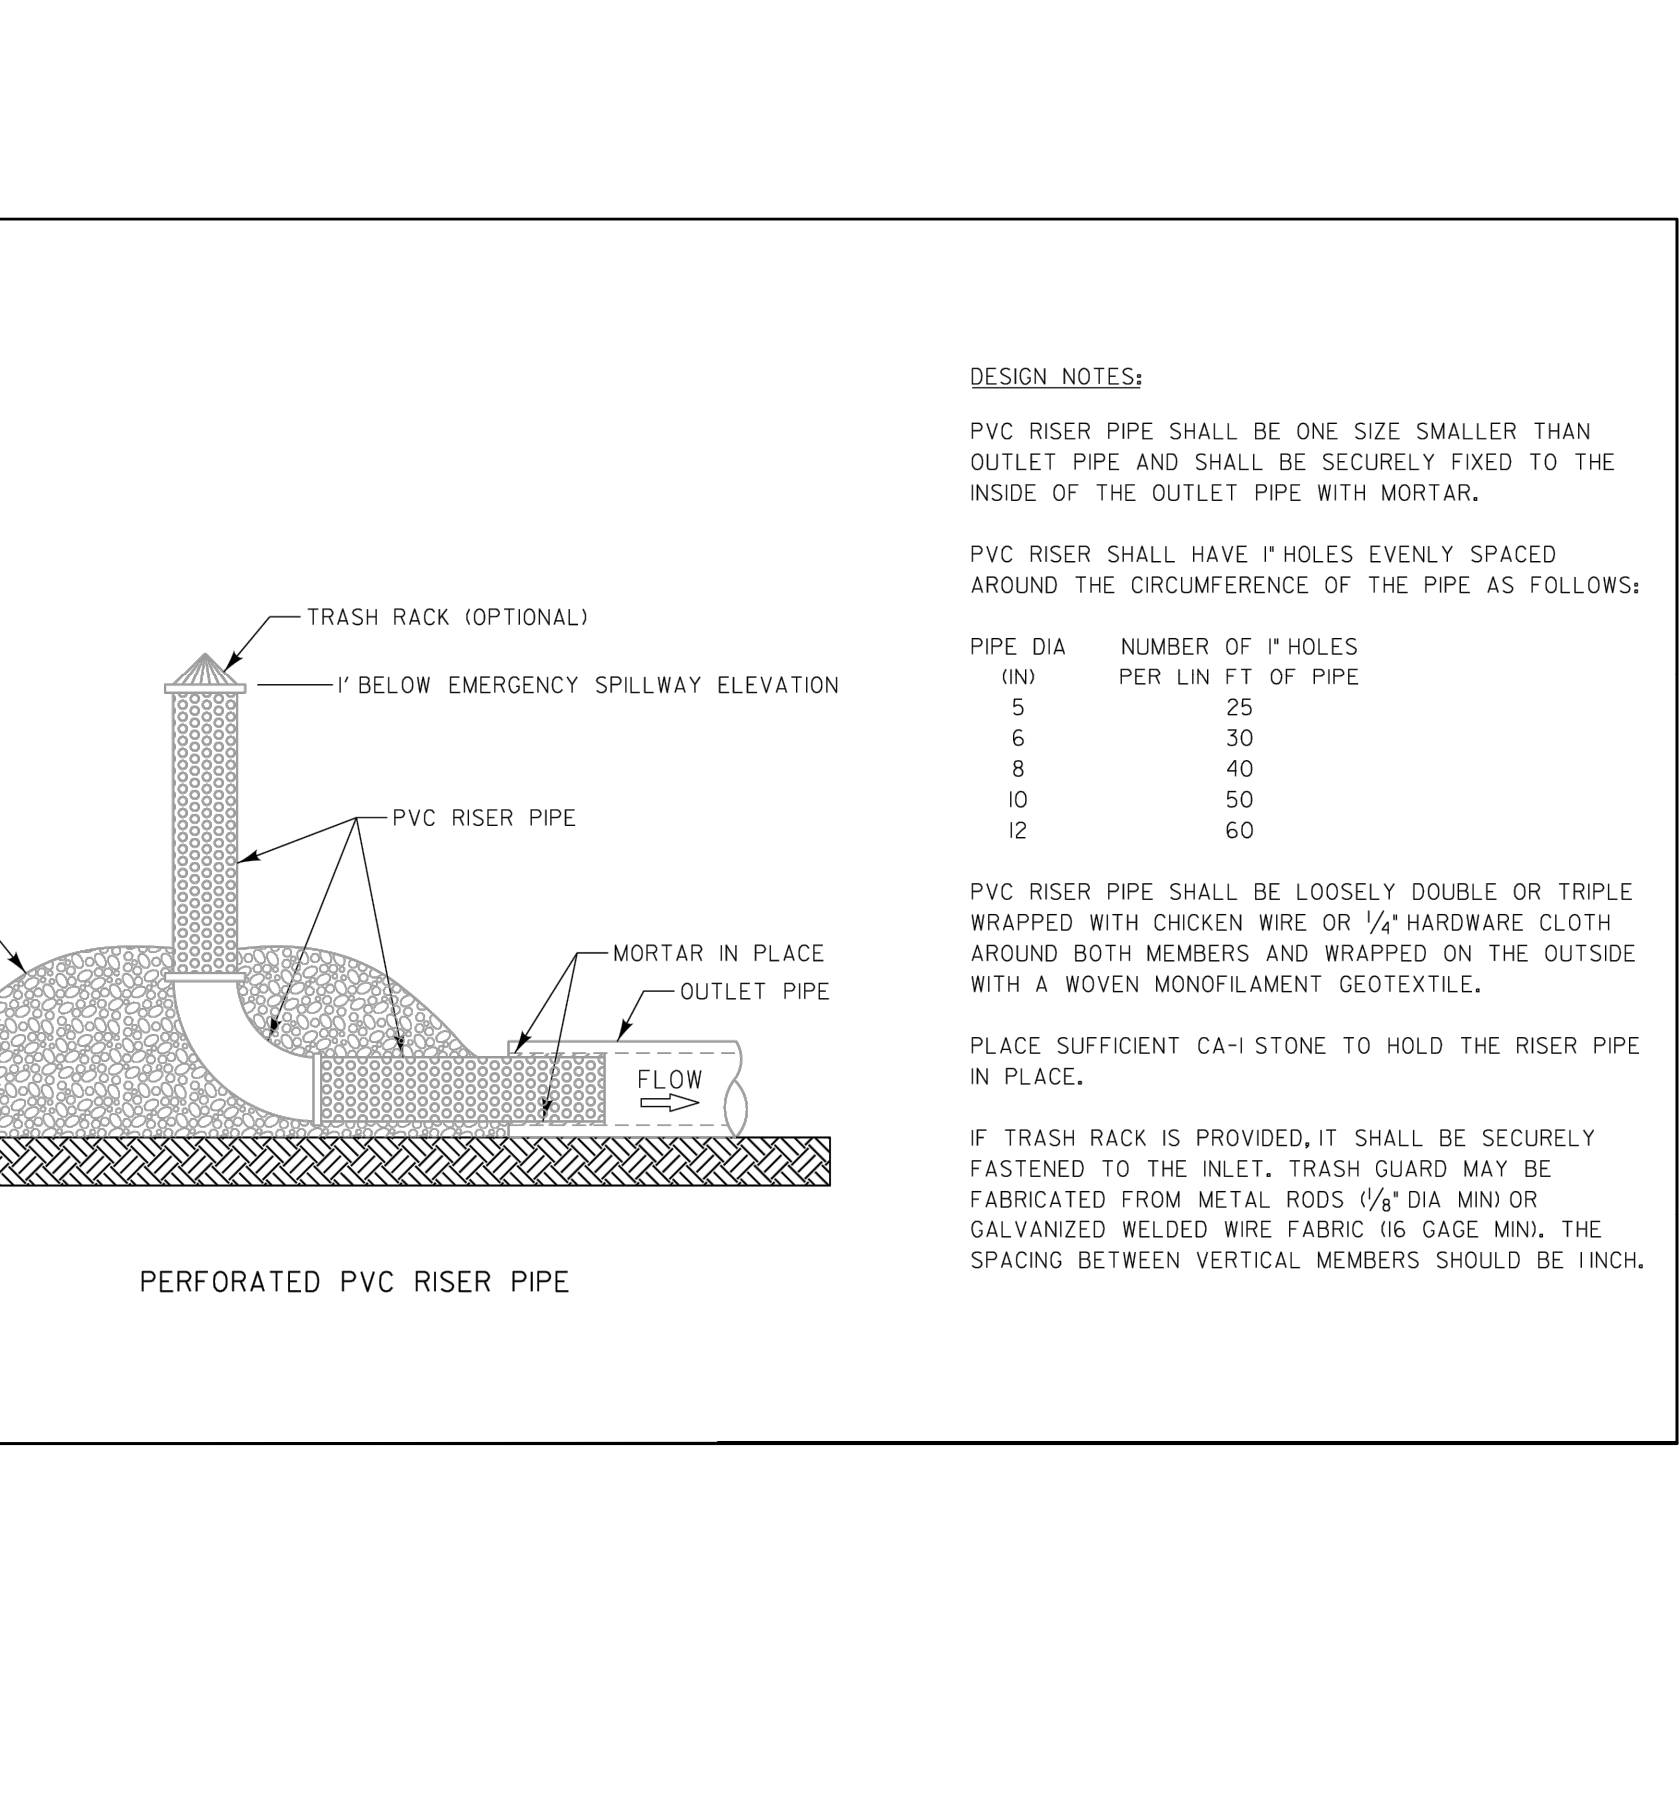 DESIGN NOTES:
PVC RISER PIPE SHALL BE ONE SIZE SMALLER THAN
OUTLET PIPE AND SHALL BE SECURELY FIXED TO THE
INSIDE OF THE OUTLET PIPE WITH MORTAR.
PVC RISER SHALL HAVE 1" HOLES EVENLY SPACED
AROUND THE CIRCUMFERENCE OF THE PIPE AS FOLLOWS:
PIPE DIA NUMBER OF 1" HOLES
(IN) PER LIN FT OF PIPE
5 25
6 30
8 40
10 50
12 60
PVC RISER PIPE SHALL BE LOOSELY DOUBLE OR TRIPLE
WRAPPED WITH CHICKEN WIRE OR 1/4" HARDWARE CLOTH
AROUND BOTH MEMBERS AND WRAPPED ON THE OUTSIDE
WITH A WOVEN MONOFILAMENT GEOTEXTILE.
PLACE SUFFICIENT CA-1 STONE TO HOLD THE RISER PIPE
IN PLACE.
IF TRASH RACK IS PROVIDED, IT SHALL BE SECURELY
FASTENED TO THE INLET. TRASH GUARD MAY BE
FABRICATED FROM METAL RODS (1/8" DIA MIN) OR
GALVANIZED WELDED WIRE FABRIC (16 GAGE MIN). THE
SPACING BETWEEN VERTICAL MEMBERS SHOULD BE 1 INCH.
TRASH RACK (OPTIONAL)
1' BELOW EMERGENCY SPILLWAY ELEVATION
PVC RISER PIPE
MORTAR IN PLACE
OUTLET PIPE
FLOW
PERFORATED PVC RISER PIPE